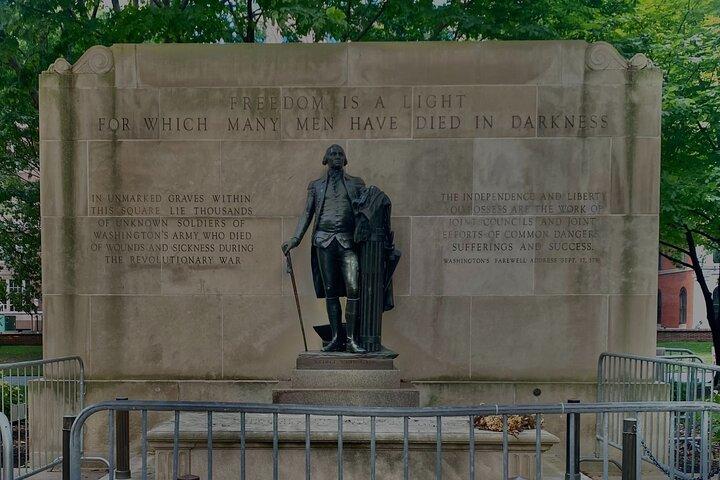 FREEDOM IS A LIGHT
FOR WHICH MANY MEN HAVE DIED IN DARKNESS
IN UNMARKED GRAVES WITHIN
THIS SQUARE LIE THOUSANDS
OF UNKNOWN SOLDIERS OF
WASHINGTON'S ARMY WHO DIED
OF WOUNDS AND SICKNESS DURING
THE REVOLUTIONARY WAR
THE INDEPENDENCE AND LIBERTY
YOU POSSESS ARE THE WORK OF
JOINT COUNCILS AND JOINT
EFFORTS OF COMMON DANGERS
SUFFERINGS AND SUCCESS.
WASHINGTON'S FAREWELL ADDRESS SEPT. 17,